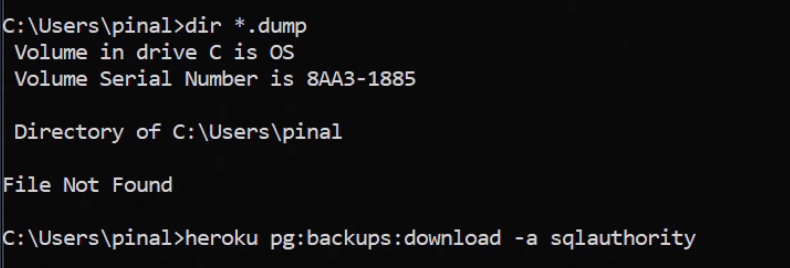 C:\Users\pinal>dir *.dump
Volume in drive C is OS
Volume Serial Number is 8AA3-1885
Directory of C:\Users\pinal
File Not Found
C:\Users\pinal>heroku pg:backups:download -a sqlauthority